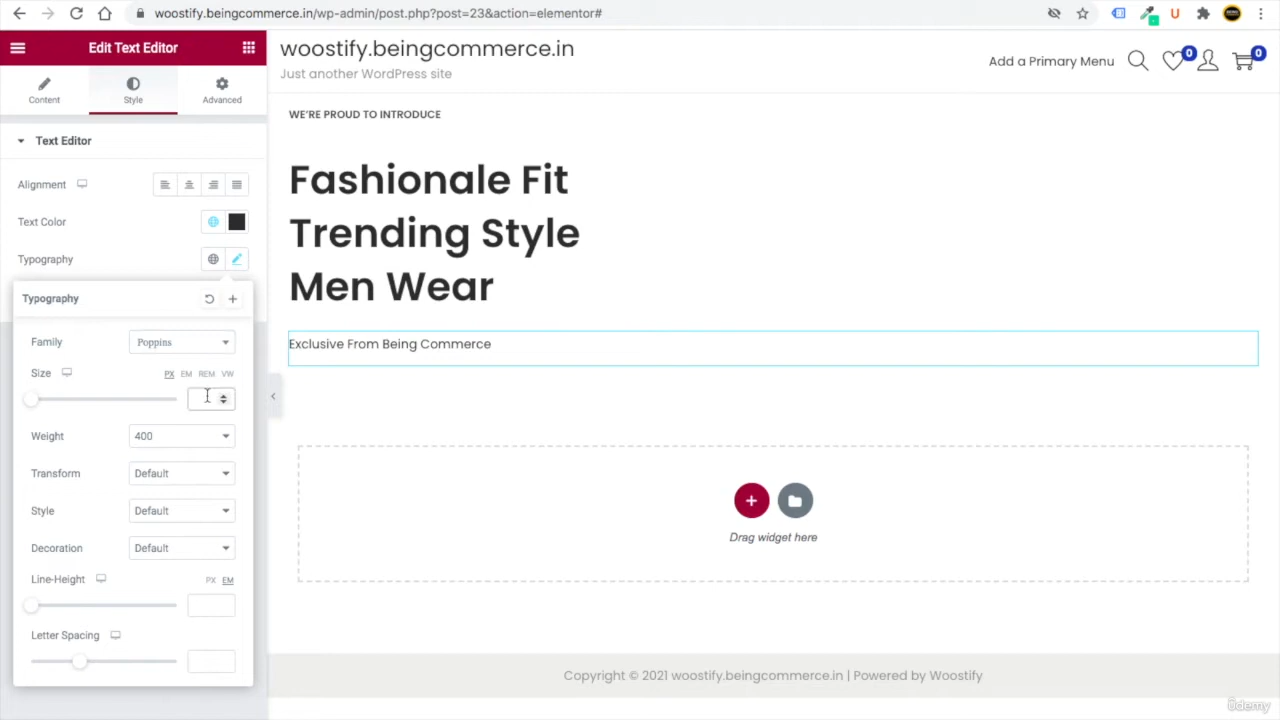 woostify.beingcommerce.in/wp-admin/post.php?post=23&action=elementor#
Edit Text Editor
Content
Style
Advanced
Text Editor
Alignment
Text Color
Typography
Typography
Family
Poppins
Size
PX EM REM VW
Weight
400
Transform
Default
Style
Default
Decoration
Default
Line-Height
PX EM
Letter Spacing
woostify.beingcommerce.in
Just another WordPress site
Add a Primary Menu
0
0
WE'RE PROUD TO INTRODUCE
Fashionale Fit
Trending Style
Men Wear
Exclusive From Being Commerce
Drag widget here
Copyright © 2021 woostify.beingcommerce.in | Powered by Woostify
ûdemy